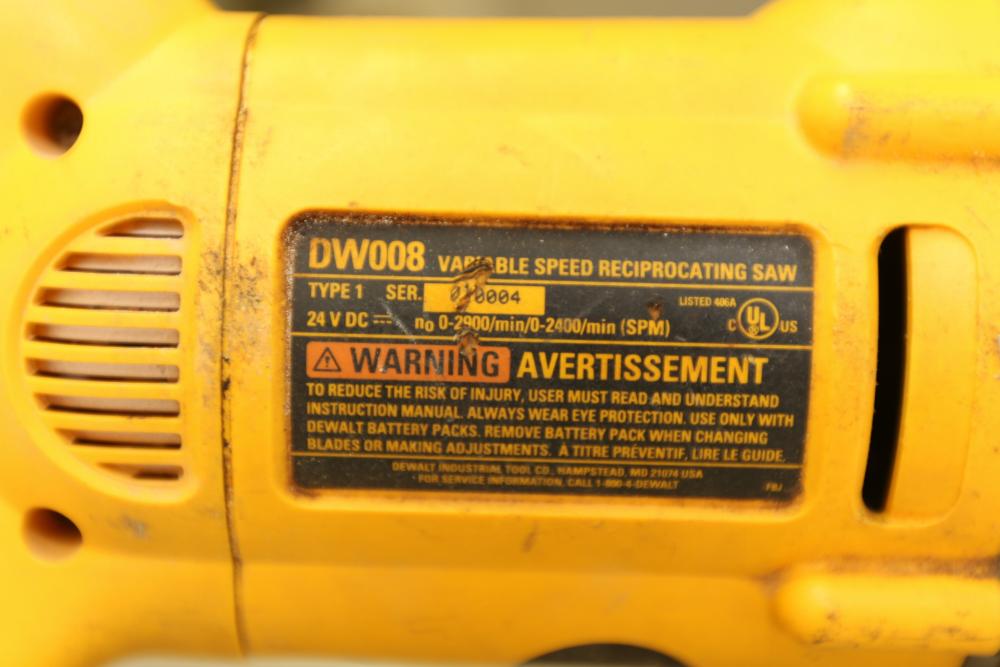 DW008 VARIABLE SPEED RECIPROCATING SAW
TYPE 1 SER. 010004 LISTED 406A
24 V DC ⎓ no 0-2900/min/0-2400/min (SPM) C UL US
⚠ WARNING AVERTISSEMENT
TO REDUCE THE RISK OF INJURY, USER MUST READ AND UNDERSTAND
INSTRUCTION MANUAL. ALWAYS WEAR EYE PROTECTION. USE ONLY WITH
DEWALT BATTERY PACKS. REMOVE BATTERY PACK WHEN CHANGING
BLADES OR MAKING ADJUSTMENTS. À TITRE PRÉVENTIF, LIRE LE GUIDE.
DEWALT INDUSTRIAL TOOL CO., HAMPSTEAD, MD 21074 USA
FOR SERVICE INFORMATION, CALL 1-800-4-DEWALT